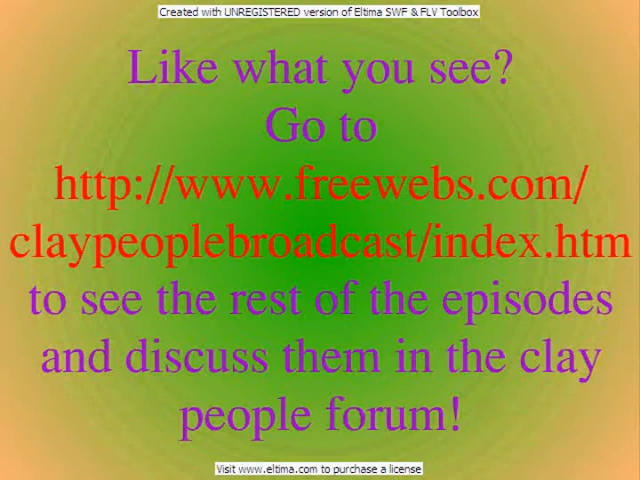 Created with UNREGISTERED version of Eltima SWF & FLV Toolbox
Like what you see?
Go to
http://www.freewebs.com/
claypeoplebroadcast/index.htm
to see the rest of the episodes
and discuss them in the clay
people forum!
Visit www.eltima.com to purchase a license